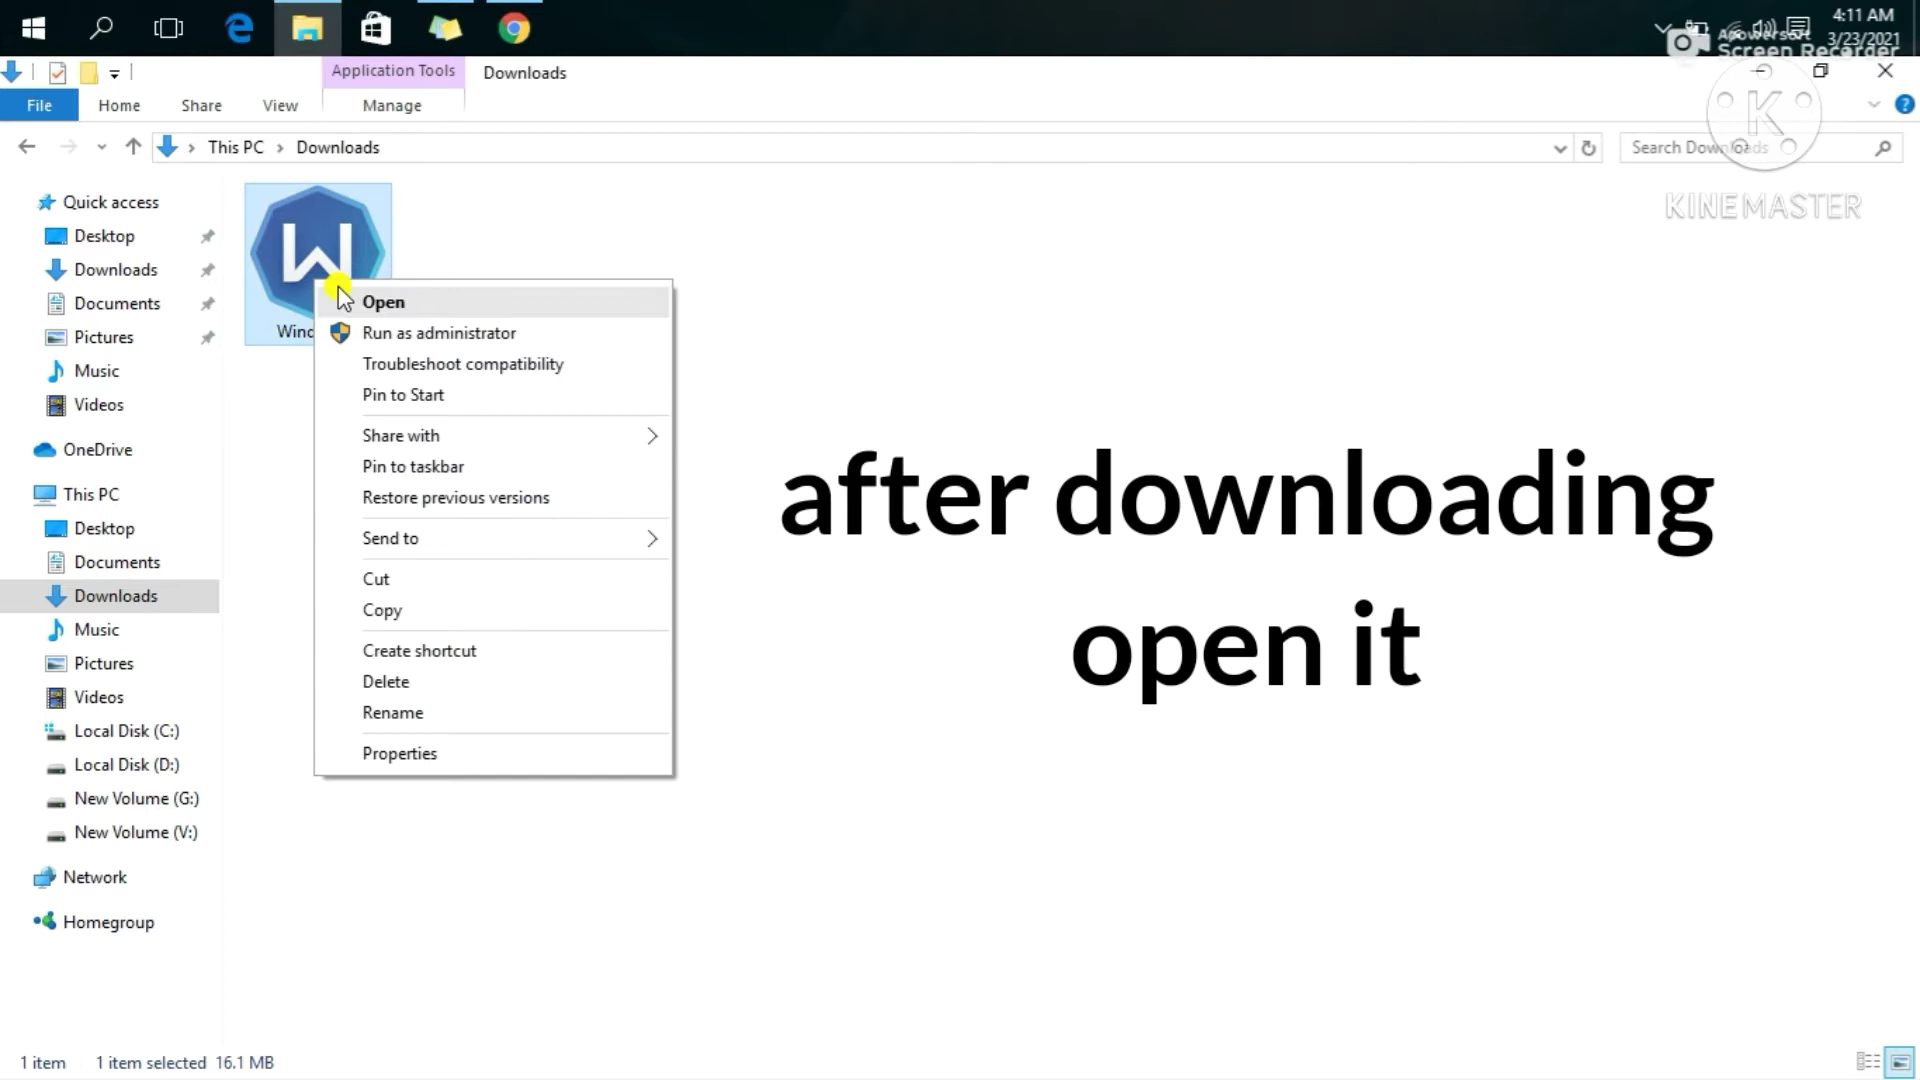 4:11 AM
3/23/2021
Apowersoft
Screen Recorder
Application Tools
Downloads
File
Home
Share
View
Manage
This PC
Downloads
Search Downloads
K
KINEMASTER
Quick access
Desktop
Downloads
Documents
Pictures
Music
Videos
OneDrive
This PC
Desktop
Documents
Downloads
Music
Pictures
Videos
Local Disk (C:)
Local Disk (D:)
New Volume (G:)
New Volume (V:)
Network
Homegroup
W
Wind
Open
Run as administrator
Troubleshoot compatibility
Pin to Start
Share with
Pin to taskbar
Restore previous versions
Send to
Cut
Copy
Create shortcut
Delete
Rename
Properties
after downloading
open it
1 item
1 item selected 16.1 MB